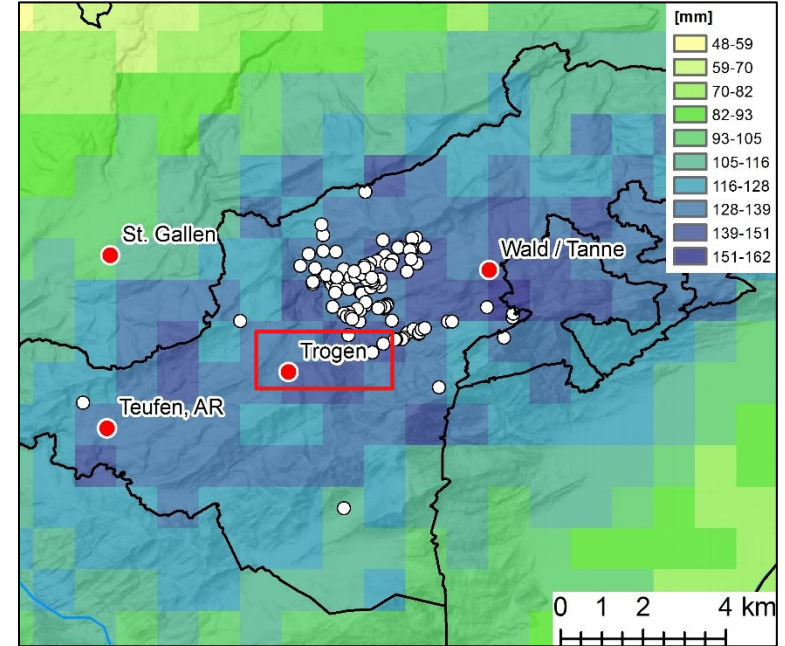 [mm]
48-59
59-70
70-82
82-93
93-105
105-116
116-128
128-139
139-151
151-162
St. Gallen
Wald / Tanne
Trogen
Teufen, AR
0 1 2 4 km